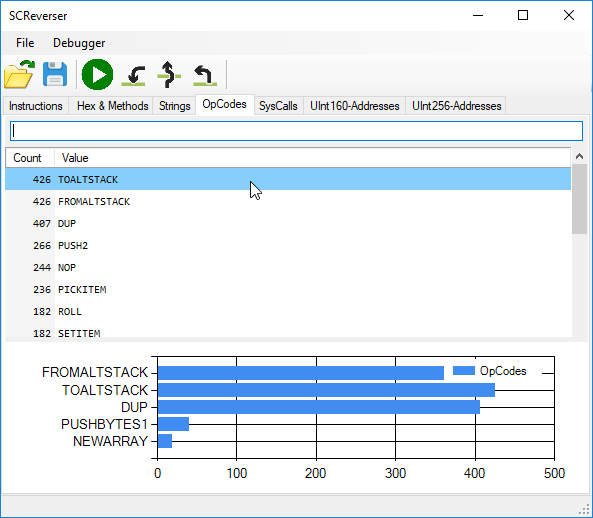 SCReverser
File Debugger
Instructions Hex & Methods Strings OpCodes SysCalls UInt160-Addresses UInt256-Addresses
Count Value
426 TOALTSTACK
426 FROMALTSTACK
407 DUP
266 PUSH2
244 NOP
236 PICKITEM
182 ROLL
182 SETITEM
OpCodes
FROMALTSTACK
TOALTSTACK
DUP
PUSHBYTES1
NEWARRAY
0 100 200 300 400 500